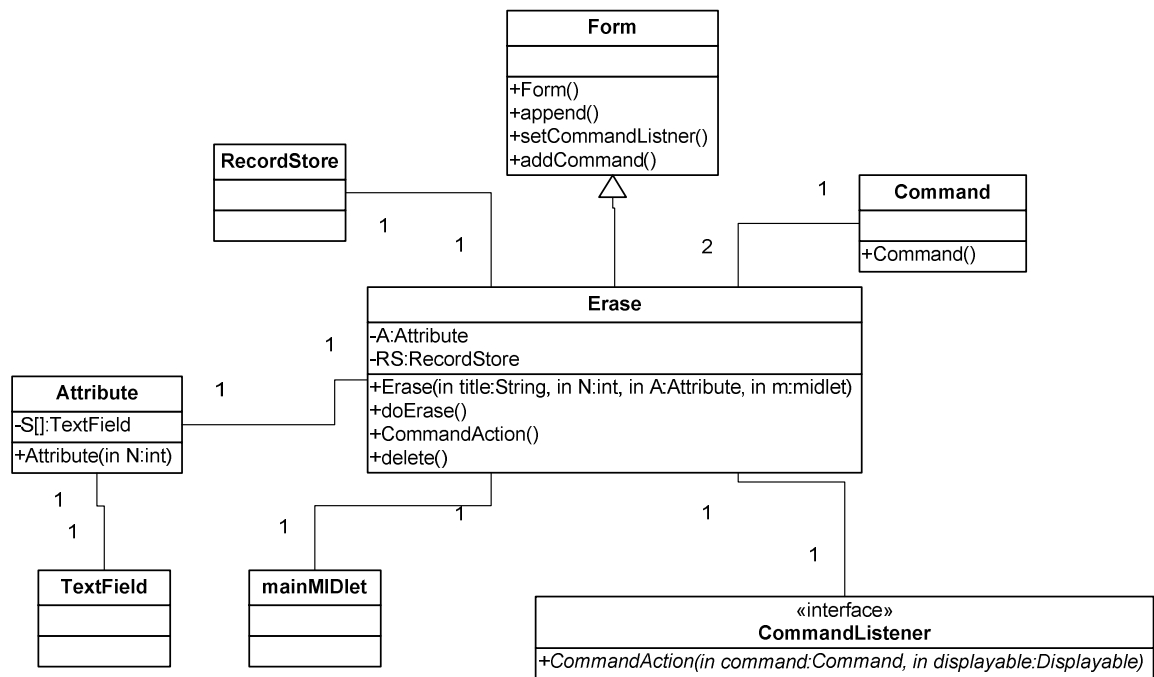 Form
+Form()
+append()
+setCommandListner()
+addCommand()
RecordStore
1
1
1
Command
+Command()
2
Erase
-A:Attribute
-RS:RecordStore
+Erase(in title:String, in N:int, in A:Attribute, in m:midlet)
+doErase()
+CommandAction()
+delete()
1
1
Attribute
-S[]:TextField
+Attribute(in N:int)
1
1
TextField
1
1
mainMIDlet
1
1
«interface»
CommandListener
+CommandAction(in command:Command, in displayable:Displayable)